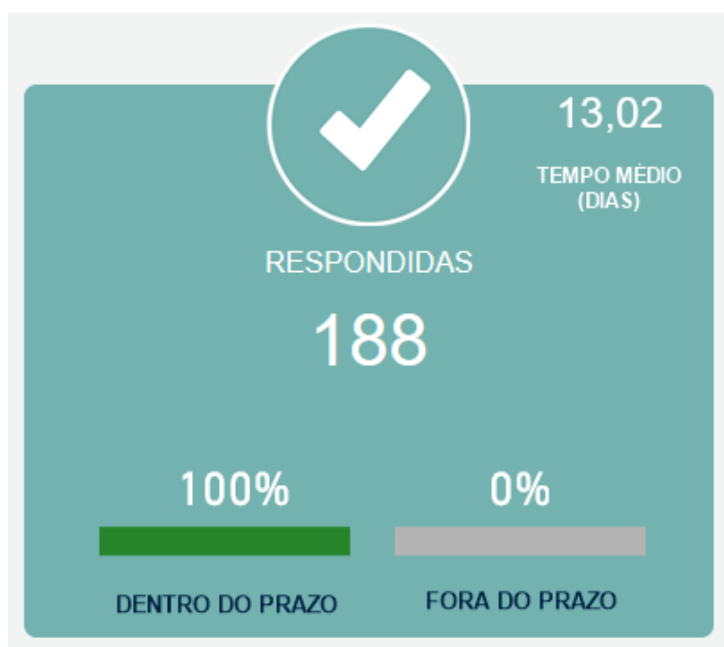 13,02
TEMPO MÉDIO
(DIAS)
RESPONDIDAS
188
100%
0%
DENTRO DO PRAZO
FORA DO PRAZO